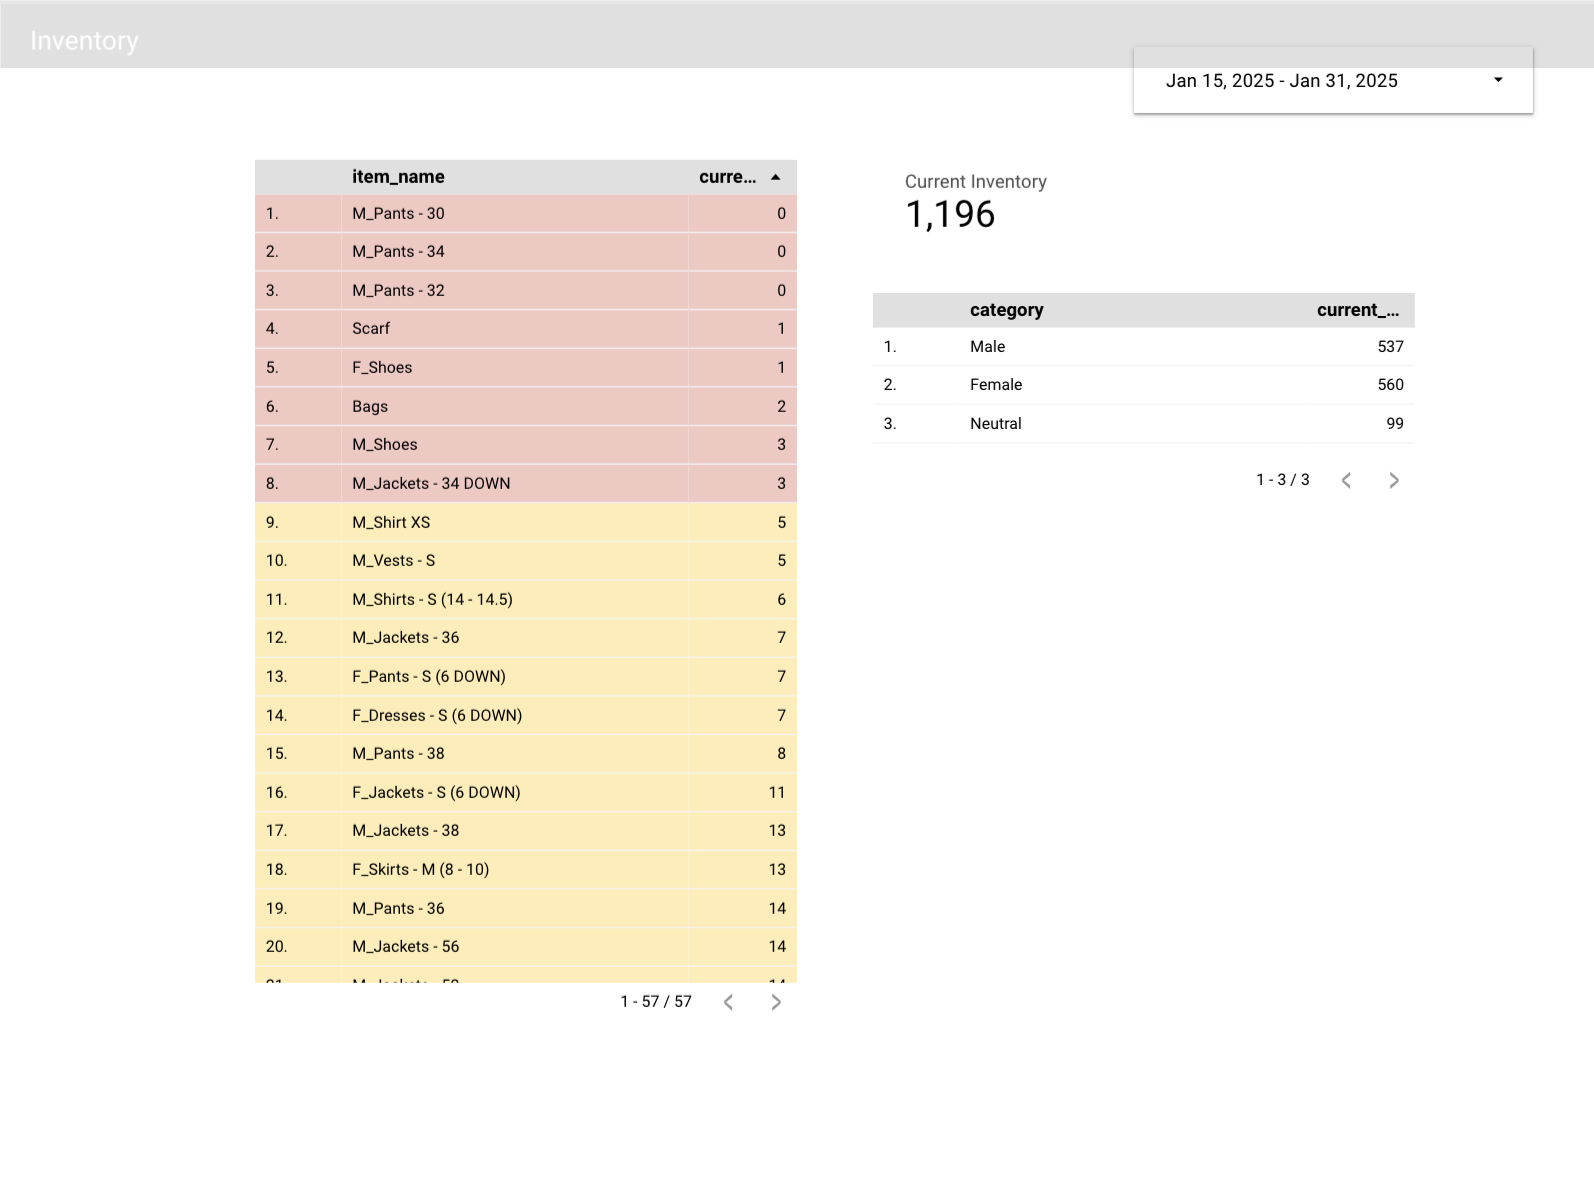 Inventory
Jan 15, 2025 - Jan 31, 2025
item_name curre...
1. M_Pants - 30 0
2. M_Pants - 34 0
3. M_Pants - 32 0
4. Scarf 1
5. F_Shoes 1
6. Bags 2
7. M_Shoes 3
8. M_Jackets - 34 DOWN 3
9. M_Shirt XS 5
10. M_Vests - S 5
11. M_Shirts - S (14 - 14.5) 6
12. M_Jackets - 36 7
13. F_Pants - S (6 DOWN) 7
14. F_Dresses - S (6 DOWN) 7
15. M_Pants - 38 8
16. F_Jackets - S (6 DOWN) 11
17. M_Jackets - 38 13
18. F_Skirts - M (8 - 10) 13
19. M_Pants - 36 14
20. M_Jackets - 56 14
1 - 57 / 57
Current Inventory
1,196
category current_...
1. Male 537
2. Female 560
3. Neutral 99
1 - 3 / 3